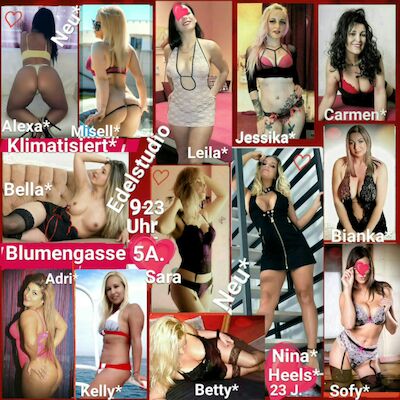 Neu*
Alexa*
Misell*
Leila*
Jessika*
Carmen*
Klimatisiert*
Edelstudio
Bella*
9-23
Uhr
Blumengasse 5A.
Sara
Neu*
Bianka*
Adri*
Kelly*
Betty*
Nina*
Heels*
23 J.
Sofy*